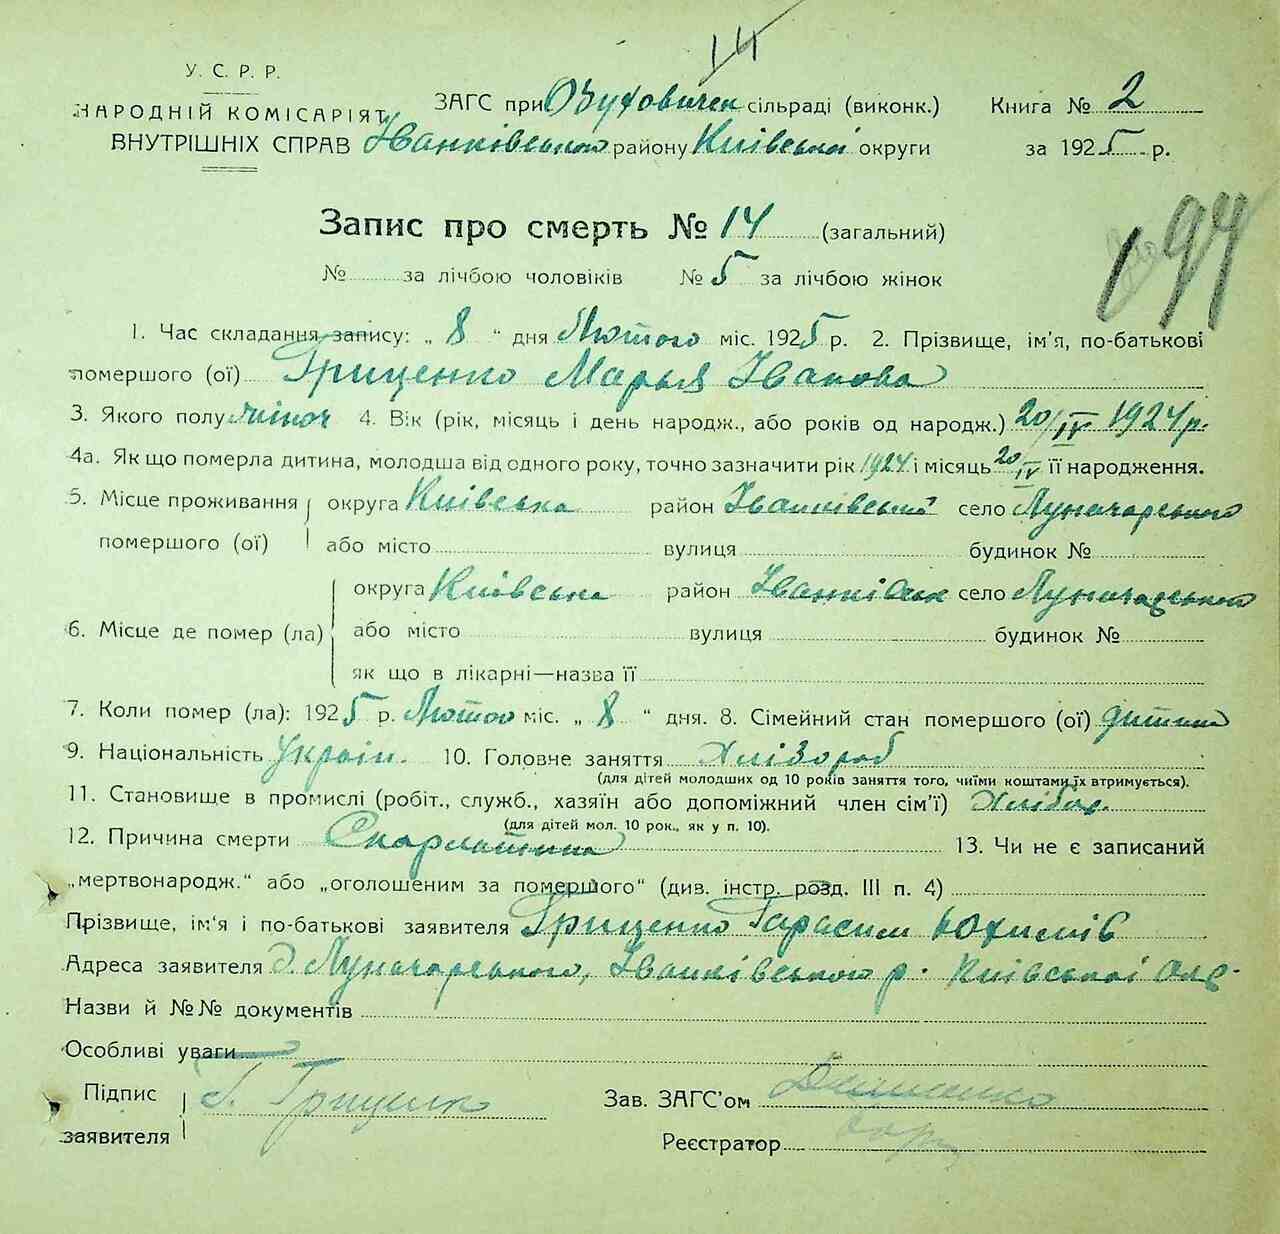 14
У. С. Р. Р.
НАРОДНІЙ КОМІСАРІЯТ
ВНУТРІШНІХ СПРАВ
ЗАГС при сільраді (виконк.) Книга № 2
Іванківського району Київської округи за 1925 р.
Запис про смерть № 14 (загальний)
194
№ за лічбою чоловіків № 5 за лічбою жінок
1. Час складання запису: „ 8 “ дня Лютого міс. 1925 р. 2. Прізвище, ім'я, по-батькові
помершого (ої) Гриценко Марья Іванова
3. Якого полу жіноч 4. Вік (рік, місяць і день народж., або років од народж.) 20/IV 1924 р.
4а. Як що померла дитина, молодша від одного року, точно зазначити рік 1924 і місяць 20/IV її народження.
5. Місце проживання округа Київська район Іванківський село Луначарського
помершого (ої) або місто вулиця будинок №
округа Київська район село
6. Місце де помер (ла) або місто вулиця будинок №
як що в лікарні—назва її
7. Коли помер (ла): 1925 р. міс. „ 8 “ дня. 8. Сімейний стан помершого (ої) дитина
9. Національність Україн. 10. Головне заняття Хлібороб
(для дітей молодших од 10 років заняття того, чиїми коштами їх втримується).
11. Становище в промислі (робіт., служб., хазяїн або допоміжний член сім'ї)
(для дітей мол. 10 рок., як у п. 10).
12. Причина смерти Скарлатина 13. Чи не є записаний
„мертвонародж.“ або „оголошеним за помершого“ (див. інстр. розд. III п. 4)
Прізвище, ім'я і по-батькові заявителя Гриценко Гарасим Юхимів
Адреса заявителя Луначарського, Іванківського р. Київської окр.
Назви й №№ документів
Особливі уваги
Підпис Г. Гриценко Зав. ЗАГС'ом
заявителя
Реєстратор